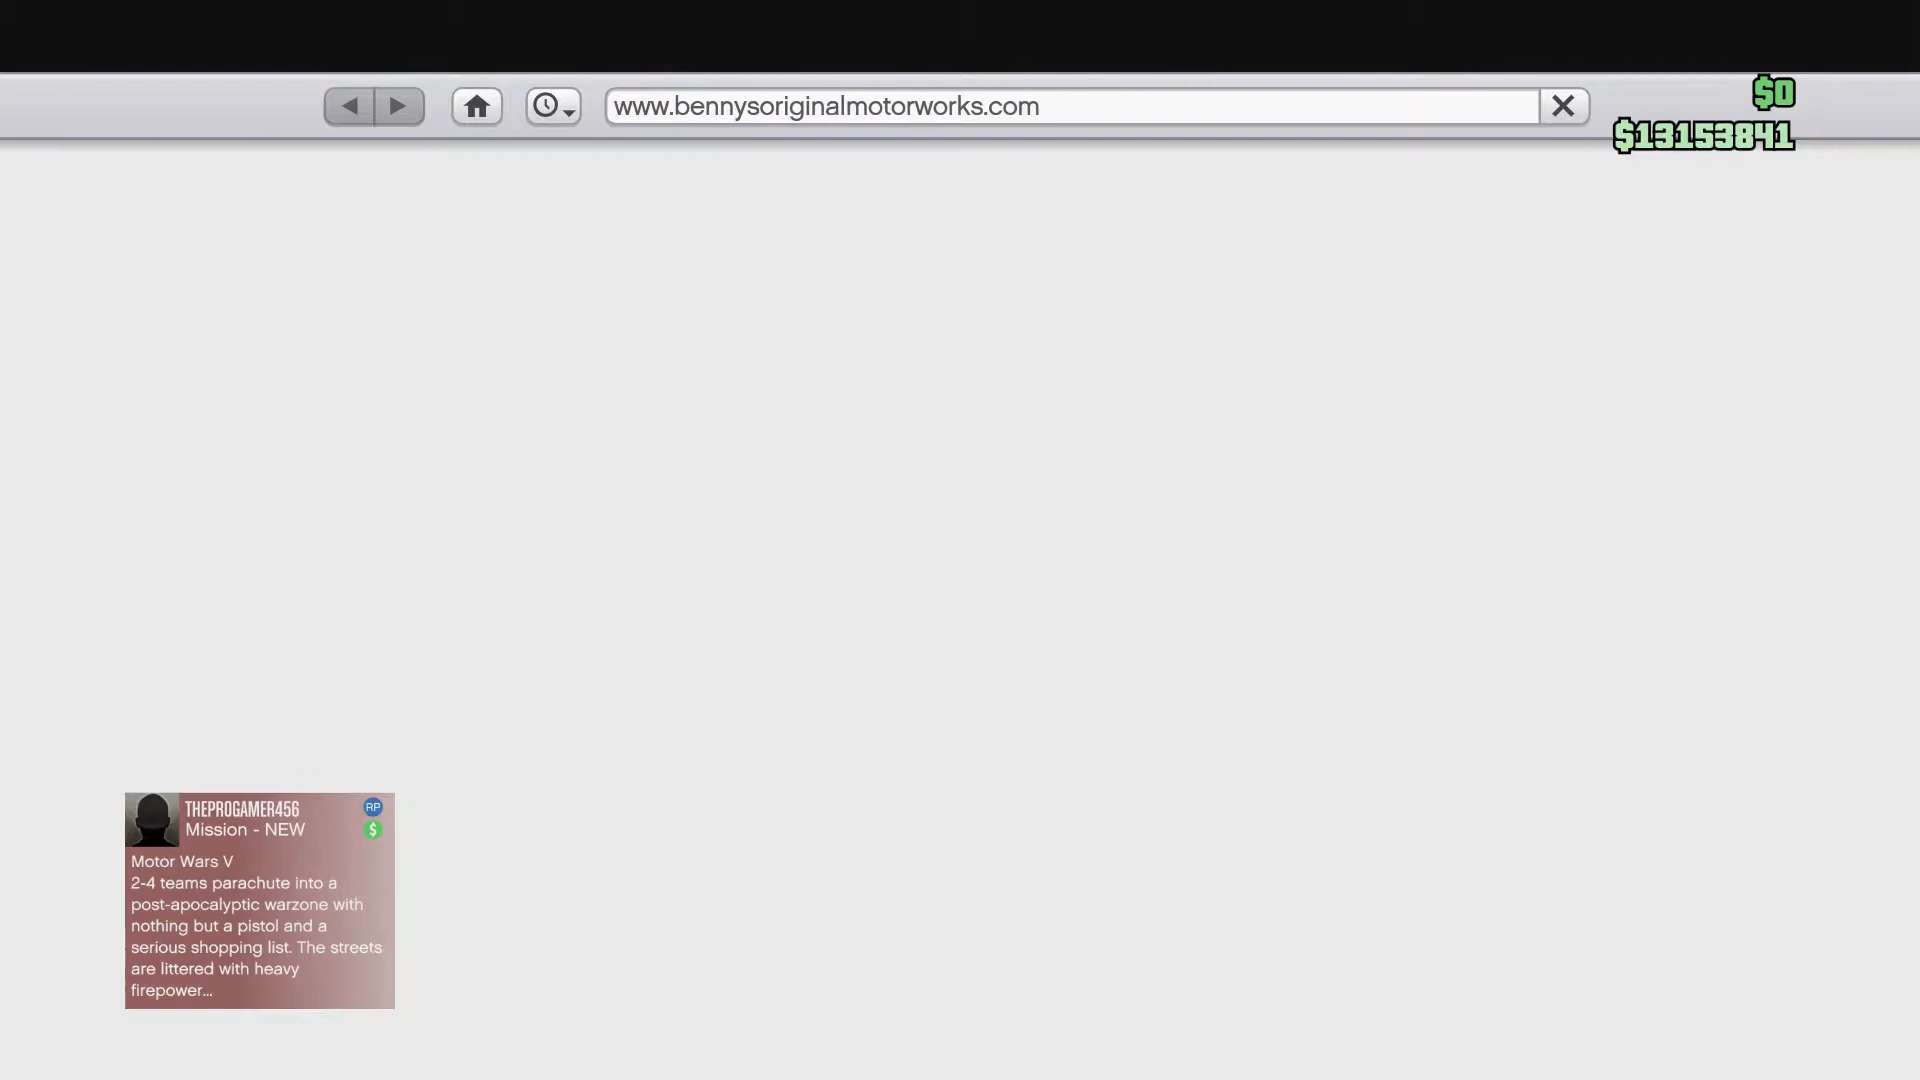 www.bennysoriginalmotorworks.com
$0
$13153841
THEPROGAMER456
RP
Mission - NEW
$
Motor Wars V
2-4 teams parachute into a
post-apocalyptic warzone with
nothing but a pistol and a
serious shopping list. The streets
are littered with heavy
firepower...